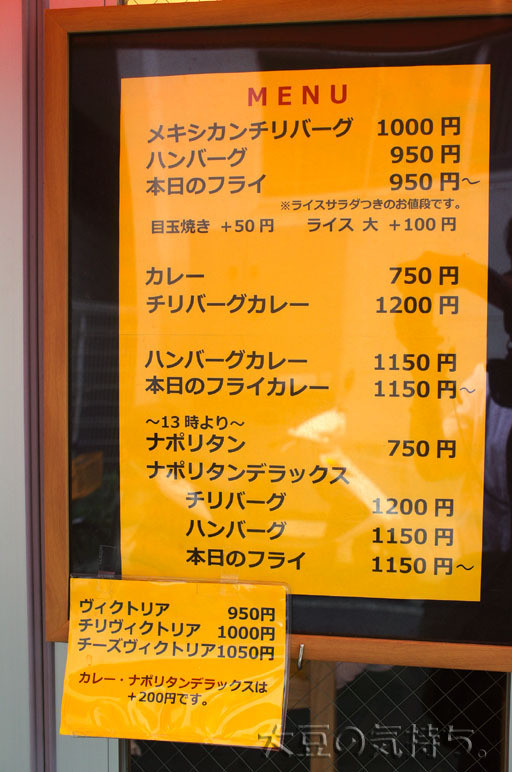 MENU
メキシカンチリバーグ 1000円
ハンバーグ 950円
本日のフライ 950円～
※ライスサラダつきのお値段です。
目玉焼き +50円 ライス 大 +100円
カレー 750円
チリバーグカレー 1200円
ハンバーグカレー 1150円
本日のフライカレー 1150円～
～13時より～
ナポリタン 750円
ナポリタンデラックス
チリバーグ 1200円
ハンバーグ 1150円
本日のフライ 1150円～
ヴィクトリア 950円
チリヴィクトリア 1000円
チーズヴィクトリア1050円
カレー・ナポリタンデラックスは
+200円です。
大豆の気持ち。